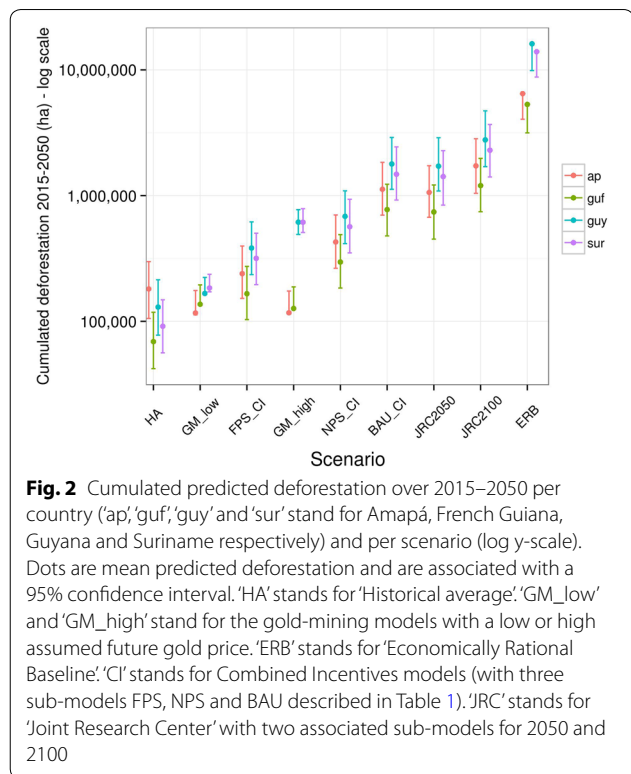 Cumulated deforestation 2015-2050 (ha) - log scale
10,000,000
1,000,000
100,000
HA
GM_low
FPS_CI
GM_high
NPS_CI
BAU_CI
JRC2050
JRC2100
ERB
Scenario
ap
guf
guy
sur
Fig. 2 Cumulated predicted deforestation over 2015–2050 per
country (‘ap’, ‘guf’, ‘guy’ and ‘sur’ stand for Amapá, French Guiana,
Guyana and Suriname respectively) and per scenario (log y-scale).
Dots are mean predicted deforestation and are associated with a
95% confidence interval. ‘HA’ stands for ‘Historical average’. ‘GM_low’
and ‘GM_high’ stand for the gold-mining models with a low or high
assumed future gold price. ‘ERB’ stands for ‘Economically Rational
Baseline’. ‘CI’ stands for Combined Incentives models (with three
sub-models FPS, NPS and BAU described in Table 1). ‘JRC’ stands for
‘Joint Research Center’ with two associated sub-models for 2050 and
2100